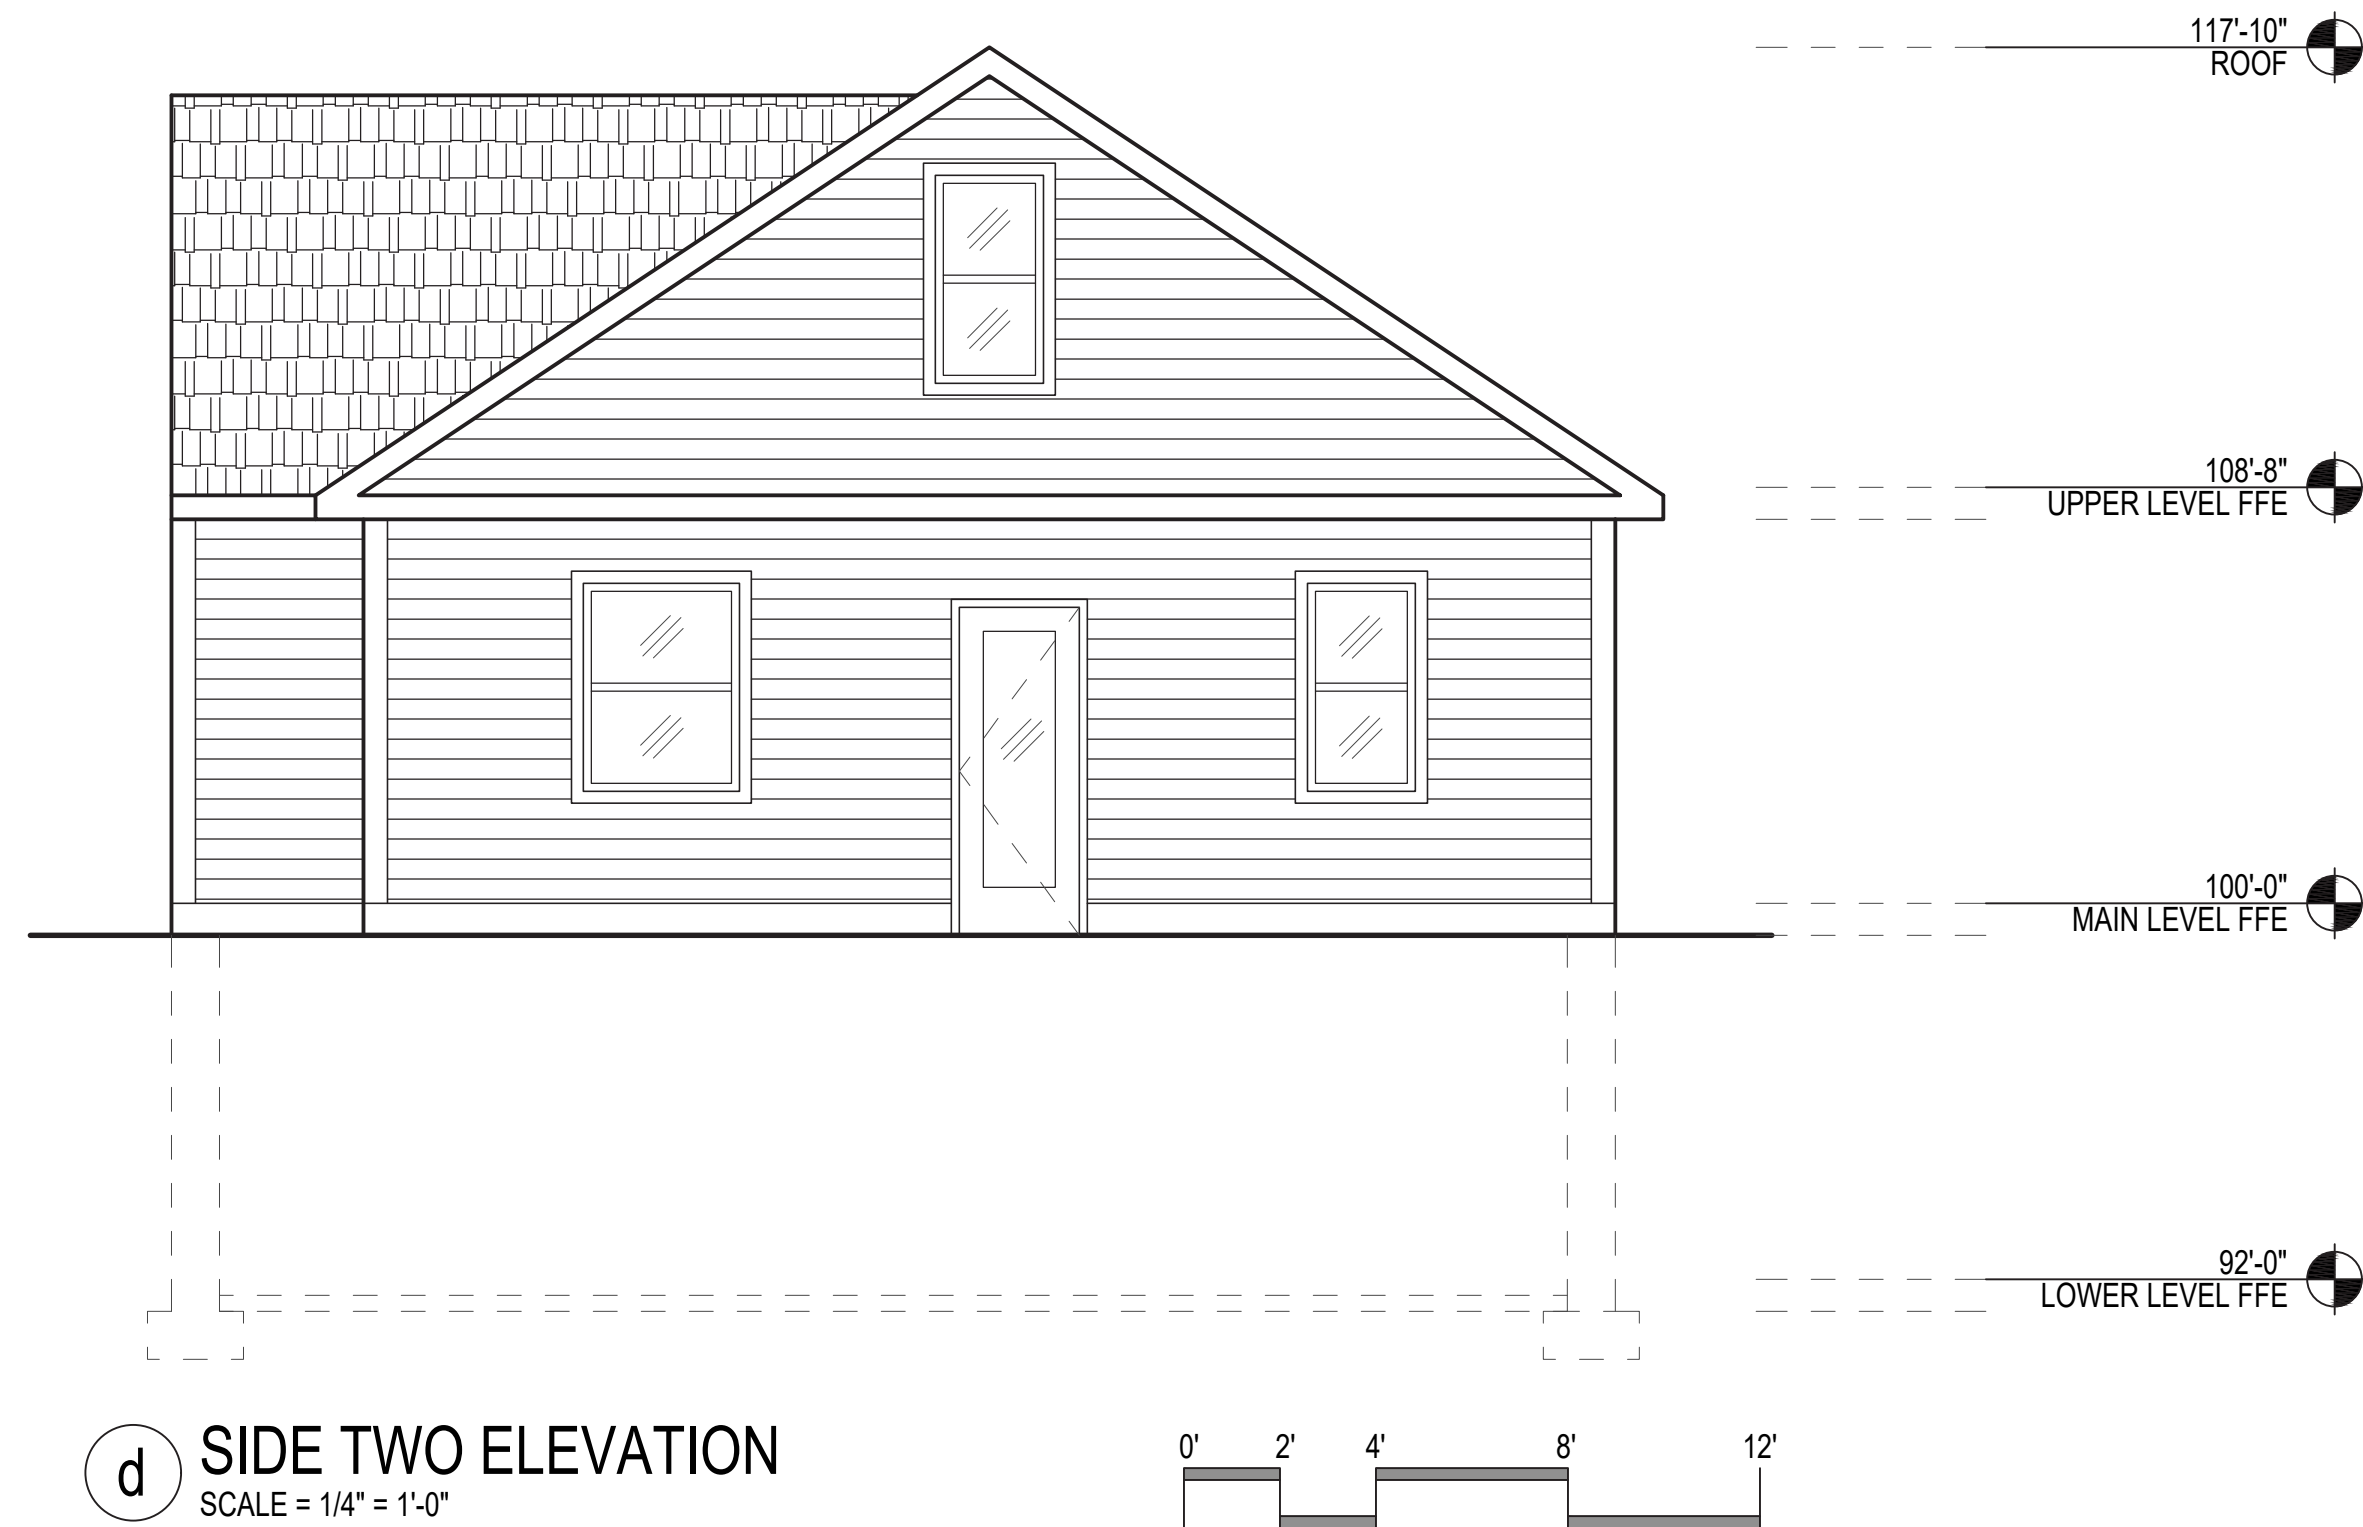 117'-10"
ROOF
108'-8"
UPPER LEVEL FFE
100'-0"
MAIN LEVEL FFE
92'-0"
LOWER LEVEL FFE
d
SIDE TWO ELEVATION
SCALE = 1/4" = 1'-0"
0' 2' 4' 8' 12'